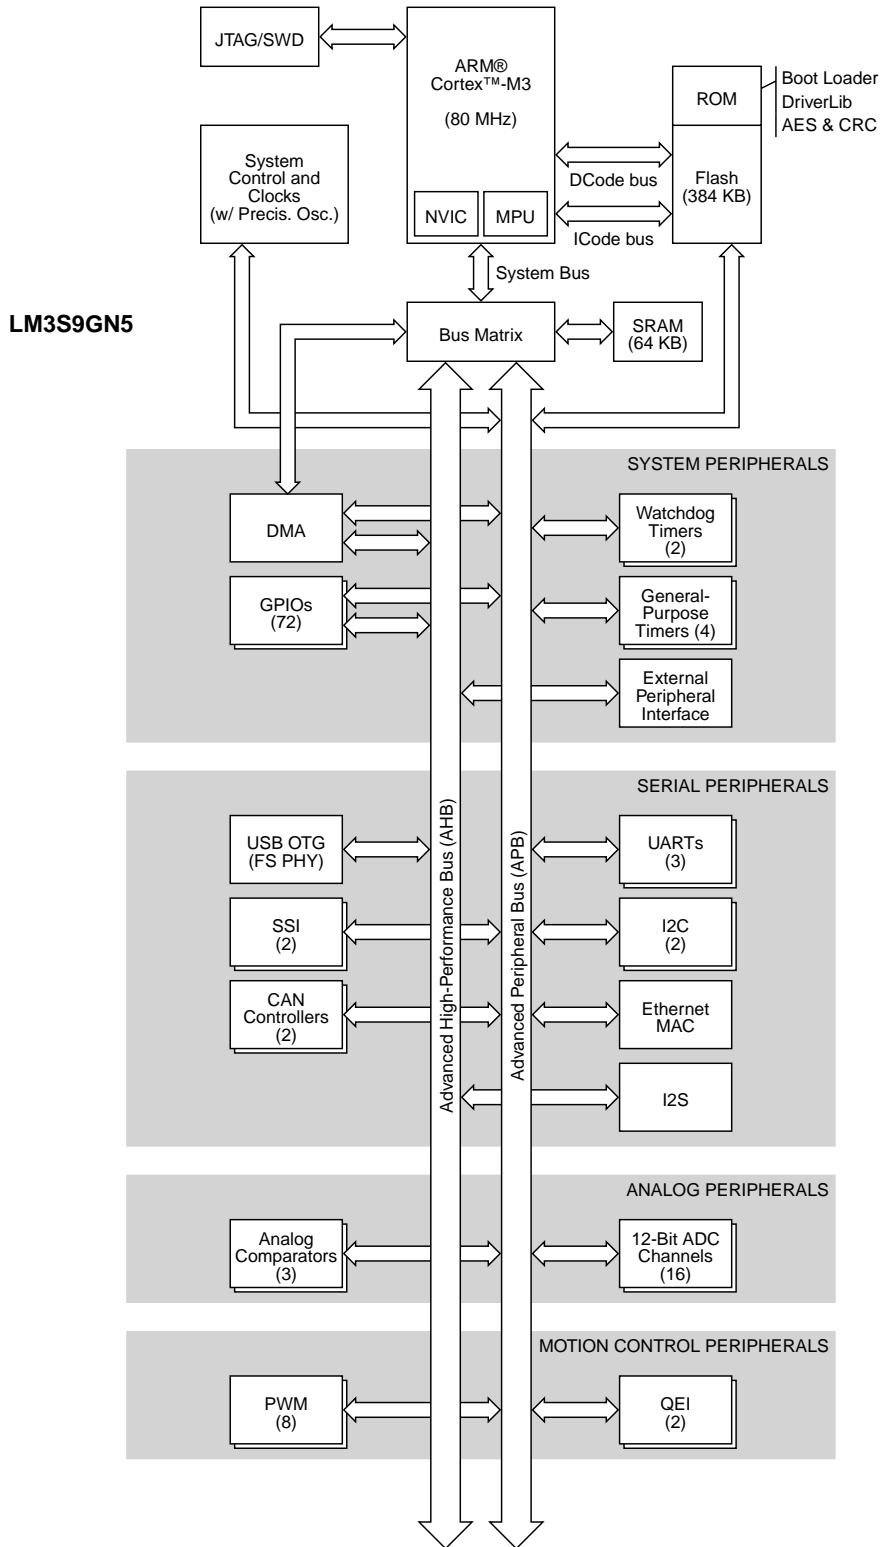 JTAG/SWD
ARM®
Cortex™-M3
(80 MHz)
NVIC
MPU
ROM
Boot Loader
DriverLib
AES & CRC
Flash
(384 KB)
DCode bus
ICode bus
System
Control and
Clocks
(w/ Precis. Osc.)
System Bus
LM3S9GN5
Bus Matrix
SRAM
(64 KB)
SYSTEM PERIPHERALS
DMA
Watchdog
Timers
(2)
GPIOs
(72)
General-
Purpose
Timers (4)
External
Peripheral
Interface
Advanced High-Performance Bus (AHB)
Advanced Peripheral Bus (APB)
SERIAL PERIPHERALS
USB OTG
(FS PHY)
UARTs
(3)
SSI
(2)
I2C
(2)
CAN
Controllers
(2)
Ethernet
MAC
I2S
ANALOG PERIPHERALS
Analog
Comparators
(3)
12-Bit ADC
Channels
(16)
MOTION CONTROL PERIPHERALS
PWM
(8)
QEI
(2)